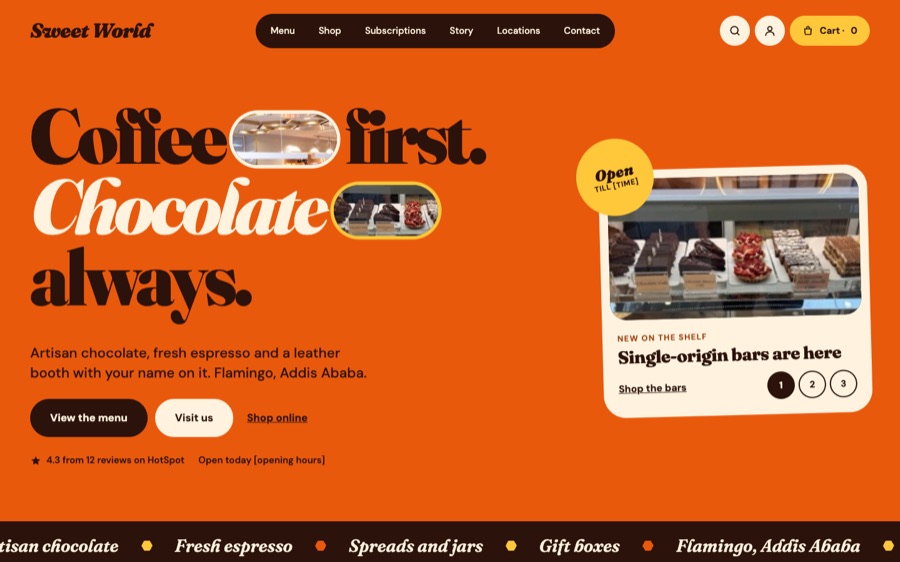 Sweet World
Menu Shop Subscriptions Story Locations Contact
Cart · 0
Coffee first.
Chocolate
always.
Artisan chocolate, fresh espresso and a leather
booth with your name on it. Flamingo, Addis Ababa.
View the menu Visit us Shop online
4.3 from 12 reviews on HotSpot Open today [opening hours]
Open
TILL [TIME]
NEW ON THE SHELF
Single-origin bars are here
Shop the bars 1 2 3
tisan chocolate Fresh espresso Spreads and jars Gift boxes Flamingo, Addis Ababa